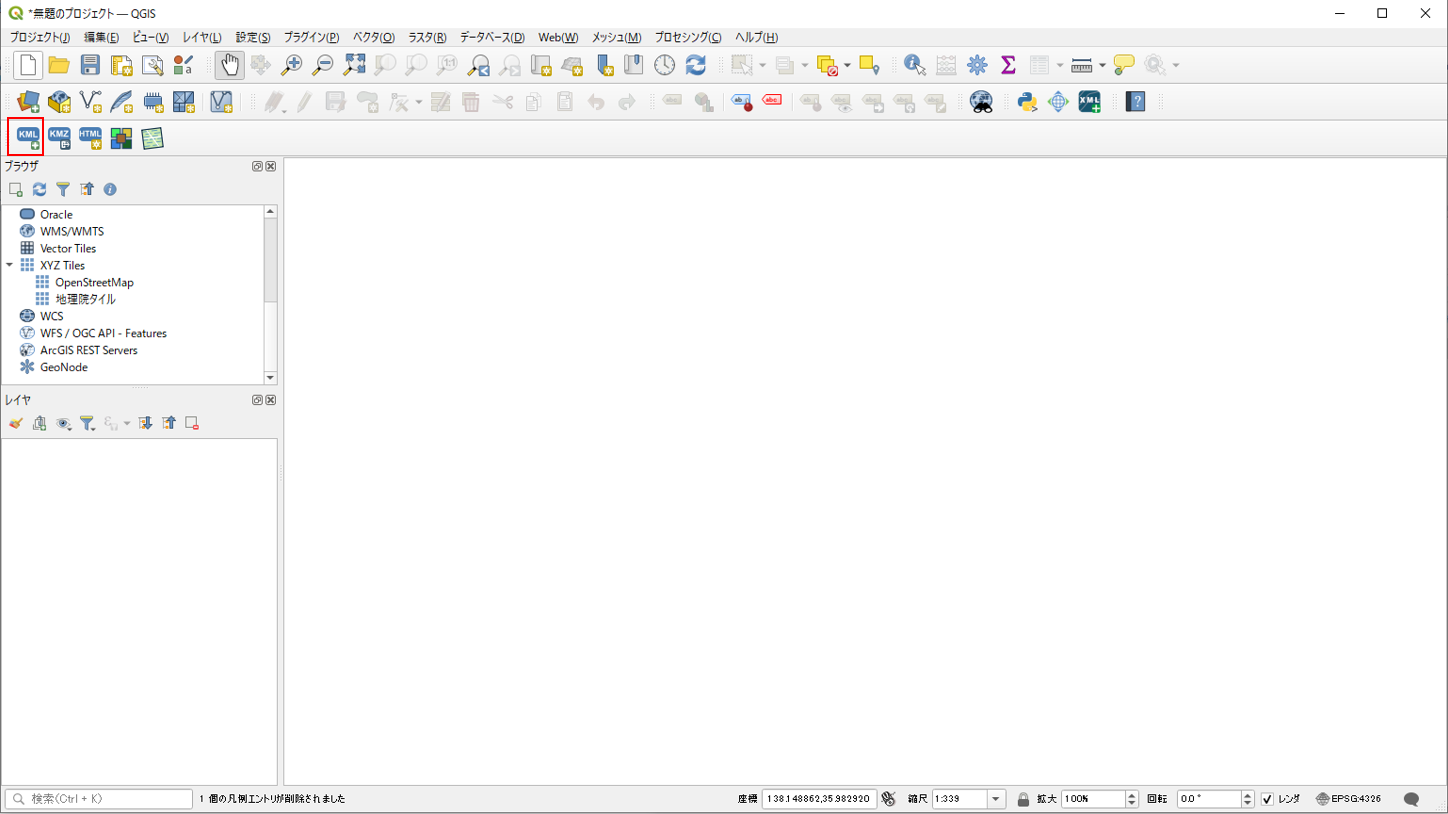 *無題のプロジェクト — QGIS
プロジェクト(J) 編集(E) ビュー(V) レイヤ(L) 設定(S) プラグイン(P) ベクタ(O) ラスタ(R) データベース(D) Web(W) メッシュ(M) プロセシング(C) ヘルプ(H)
a 1:1
ab abc XML ?
KML KMZ HTML
ブラウザ
Oracle
WMS/WMTS
Vector Tiles
XYZ Tiles
OpenStreetMap
地理院タイル
WCS
WFS / OGC API - Features
ArcGIS REST Servers
GeoNode
レイヤ
検索(Ctrl + K) 1 個の凡例エントリが削除されました 座標 138.148862,35.982920 縮尺 1:339 拡大 100% 回転 0.0 ° レンダ EPSG:4326